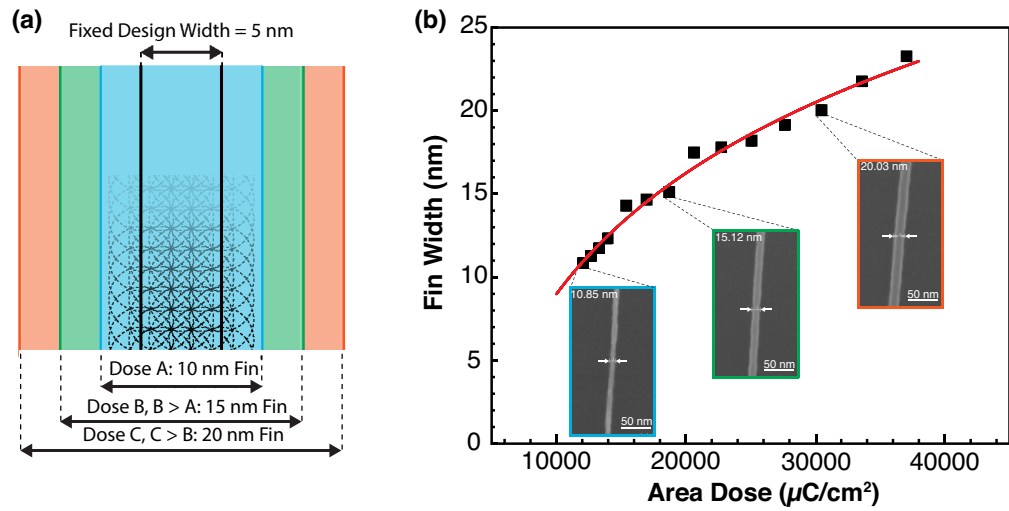 (a)
Fixed Design Width = 5 nm
Dose A: 10 nm Fin
Dose B, B > A: 15 nm Fin
Dose C, C > B: 20 nm Fin
(b)
Fin Width (nm)
25
20
15
10
5
0
10000 20000 30000 40000
Area Dose (µC/cm²)
10.85 nm
50 nm
15.12 nm
50 nm
20.03 nm
50 nm